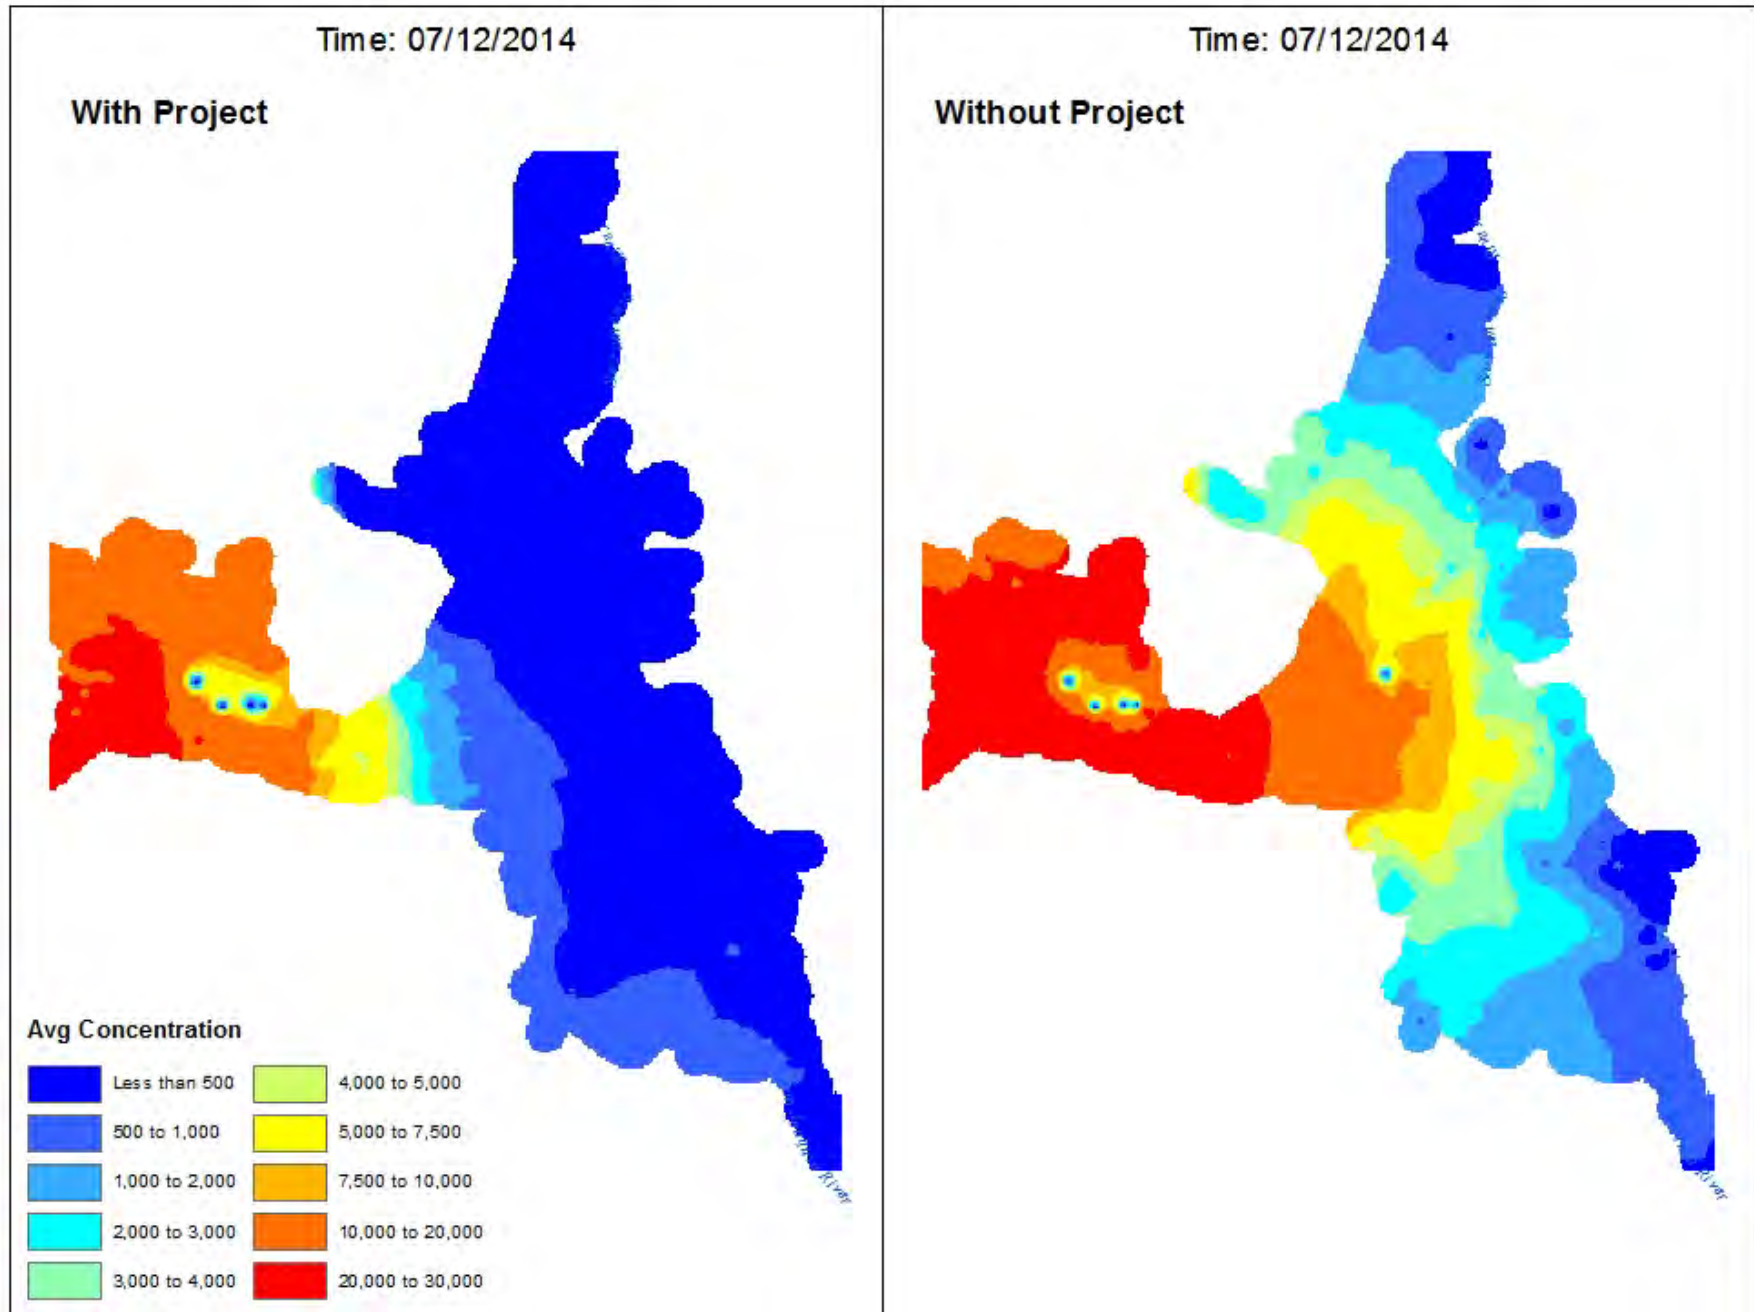 Time: 07/12/2014
With Project
Avg Concentration
Less than 500
500 to 1,000
1,000 to 2,000
2,000 to 3,000
3,000 to 4,000
4,000 to 5,000
5,000 to 7,500
7,500 to 10,000
10,000 to 20,000
20,000 to 30,000
River
Time: 07/12/2014
Without Project
River